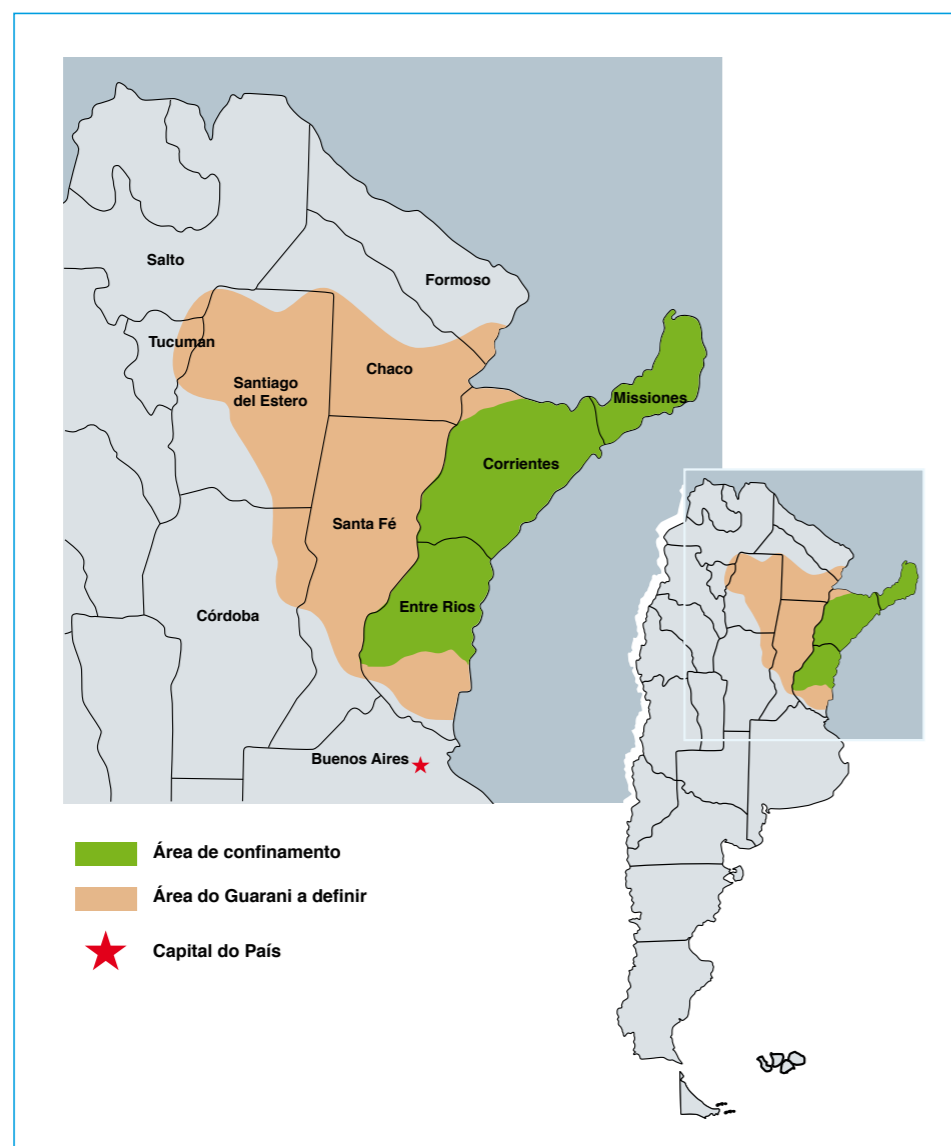 Salto
Formoso
Tucuman
Chaco
Santiago
del Estero
Missiones
Corrientes
Santa Fé
Entre Rios
Córdoba
Buenos Aires
Área de confinamento
Área do Guarani a definir
Capital do País